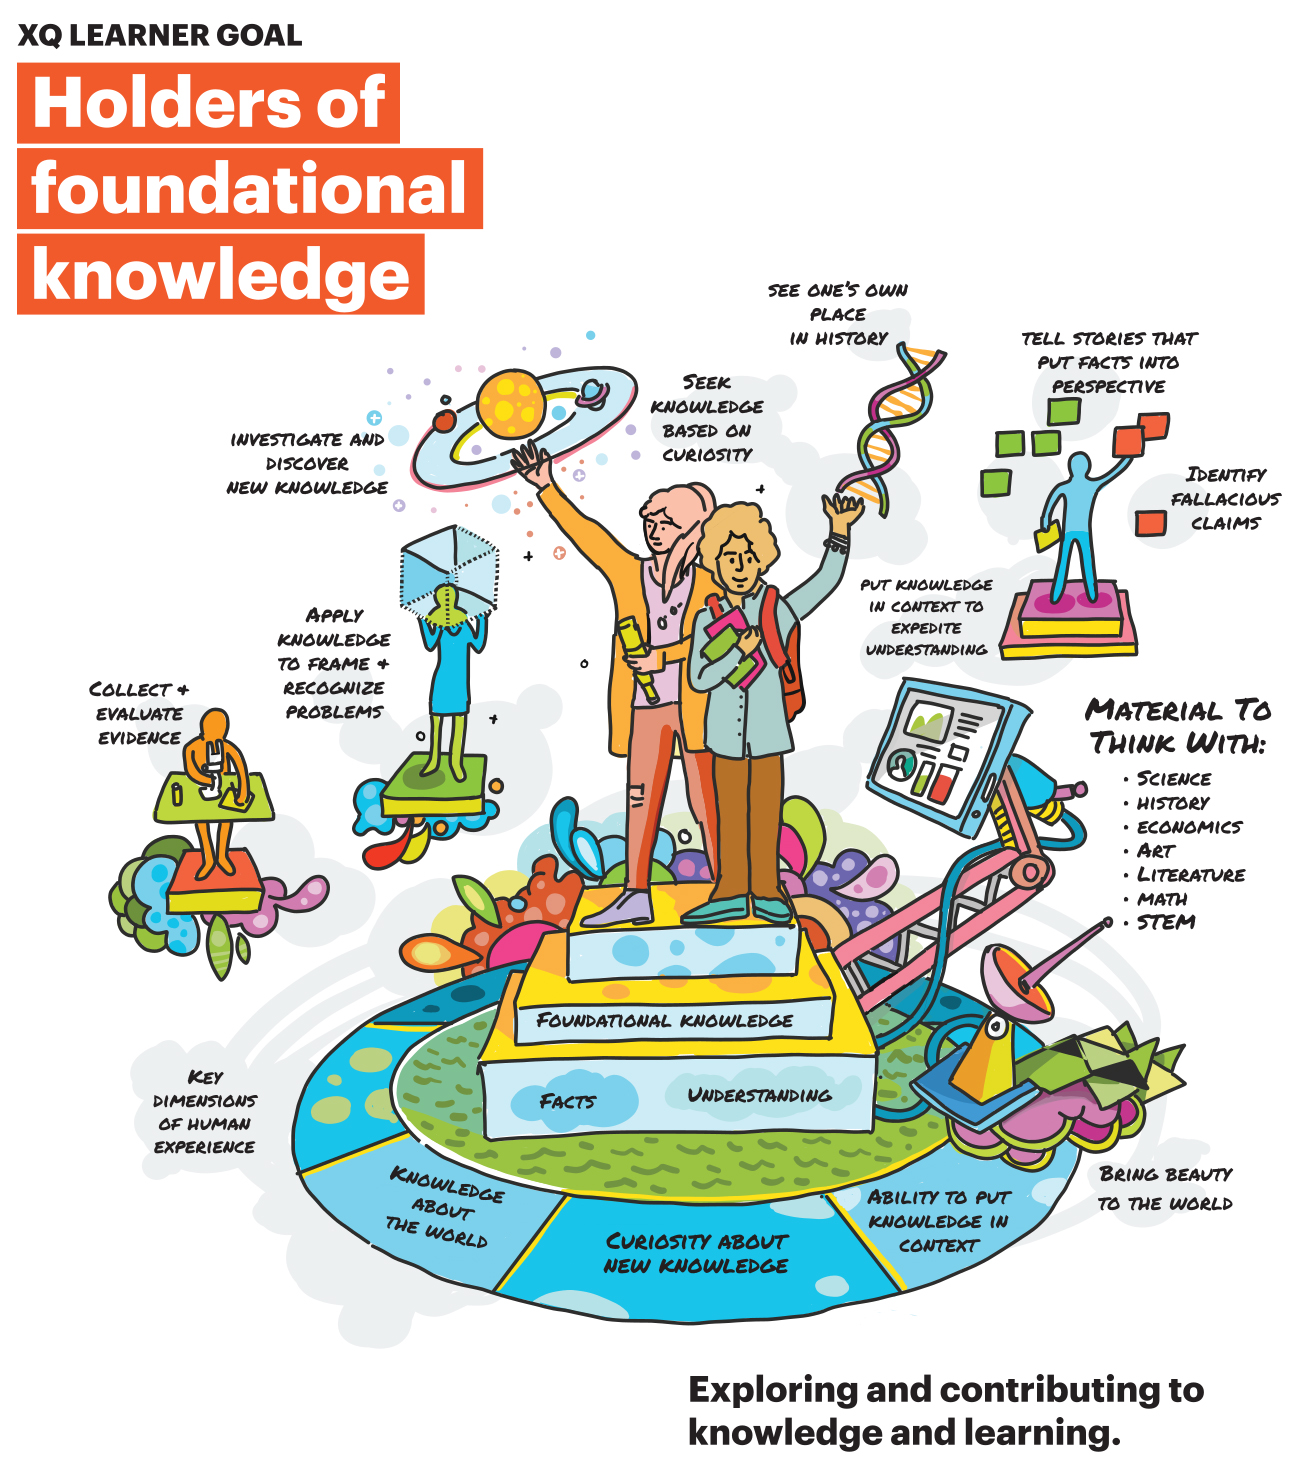 XQ LEARNER GOAL
Holders of
foundational
knowledge
SEE ONE'S OWN
PLACE
IN HISTORY
TELL STORIES THAT
PUT FACTS INTO
PERSPECTIVE
SEEK
KNOWLEDGE
BASED ON
CURIOSITY
INVESTIGATE AND
DISCOVER
NEW KNOWLEDGE
IDENTIFY
FALLACIOUS
CLAIMS
PUT KNOWLEDGE
IN CONTEXT TO
EXPEDITE
UNDERSTANDING
APPLY
KNOWLEDGE
TO FRAME +
RECOGNIZE
PROBLEMS
COLLECT +
EVALUATE
EVIDENCE
MATERIAL TO
THINK WITH:
• SCIENCE
• HISTORY
• ECONOMICS
• ART
• LITERATURE
• MATH
• STEM
FOUNDATIONAL KNOWLEDGE
FACTS
UNDERSTANDING
KEY
DIMENSIONS
OF HUMAN
EXPERIENCE
KNOWLEDGE
ABOUT
THE WORLD
CURIOSITY ABOUT
NEW KNOWLEDGE
ABILITY TO PUT
KNOWLEDGE IN
CONTEXT
BRING BEAUTY
TO THE WORLD
Exploring and contributing to
knowledge and learning.